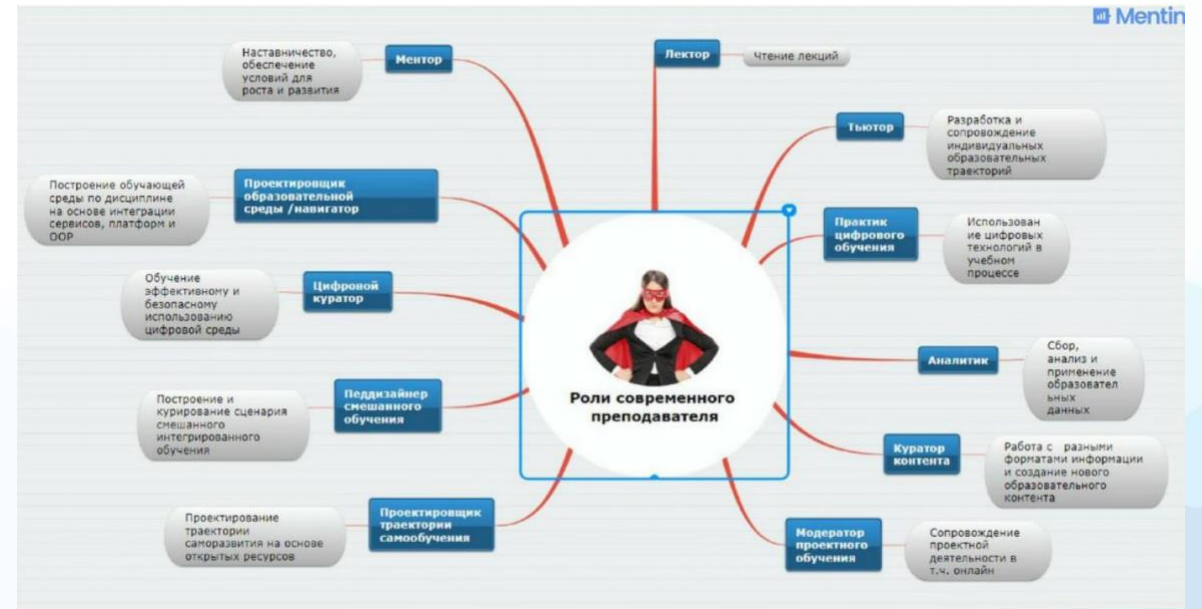 Mentim
Наставничество,
обеспечение
условий для
роста и развития
Ментор
Лектор
Чтение лекций
Тьютор
Разработка и
сопровождение
индивидуальных
образовательных
траекторий
Построение обучающей
среды по дисциплине
на основе интеграции
сервисов, платформ и
ООР
Проектировщик
образовательной
среды /навигатор
Практик
цифрового
обучения
Использован
ие цифровых
технологий в
учебном
процессе
Обучение
эффективному и
безопасному
использованию
цифровой среды
Цифровой
куратор
Роли современного
преподавателя
Аналитик
Сбор,
анализ и
применение
образовател
ьных
данных
Построение и
курирование сценария
смешанного
интегрированного
обучения
Педдизайнер
смешанного
обучения
Куратор
контента
Работа с разными
форматами информации
и создание нового
образовательного
контента
Проектирование
траектории
саморазвития на основе
открытых ресурсов
Проектировщик
траектории
самообучения
Модератор
проектного
обучения
Сопровождение
проектной
деятельности в
т.ч. онлайн